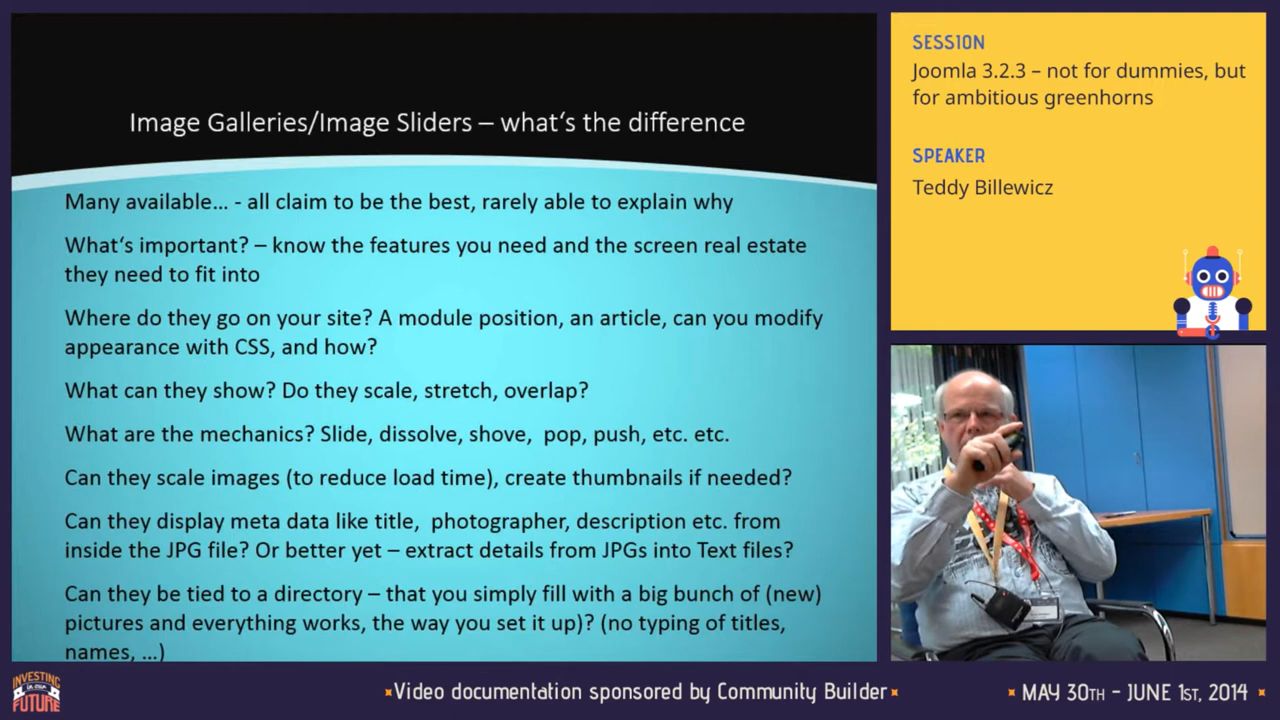 Image Galleries/Image Sliders – what‘s the difference
Many available... - all claim to be the best, rarely able to explain why
What‘s important? – know the features you need and the screen real estate
they need to fit into
Where do they go on your site? A module position, an article, can you modify
appearance with CSS, and how?
What can they show? Do they scale, stretch, overlap?
What are the mechanics? Slide, dissolve, shove,  pop, push, etc. etc.
Can they scale images (to reduce load time), create thumbnails if needed?
Can they display meta data like title,  photographer, description etc. from
inside the JPG file? Or better yet – extract details from JPGs into Text files?
Can they be tied to a directory – that you simply fill with a big bunch of (new)
pictures and everything works, the way you set it up)? (no typing of titles,
names, ...)
SESSION
Joomla 3.2.3 – not for dummies, but
for ambitious greenhorns
SPEAKER
Teddy Billewicz
INVESTING
in our
FUTURE
Video documentation sponsored by Community Builder
MAY 30TH - JUNE 1ST, 2014